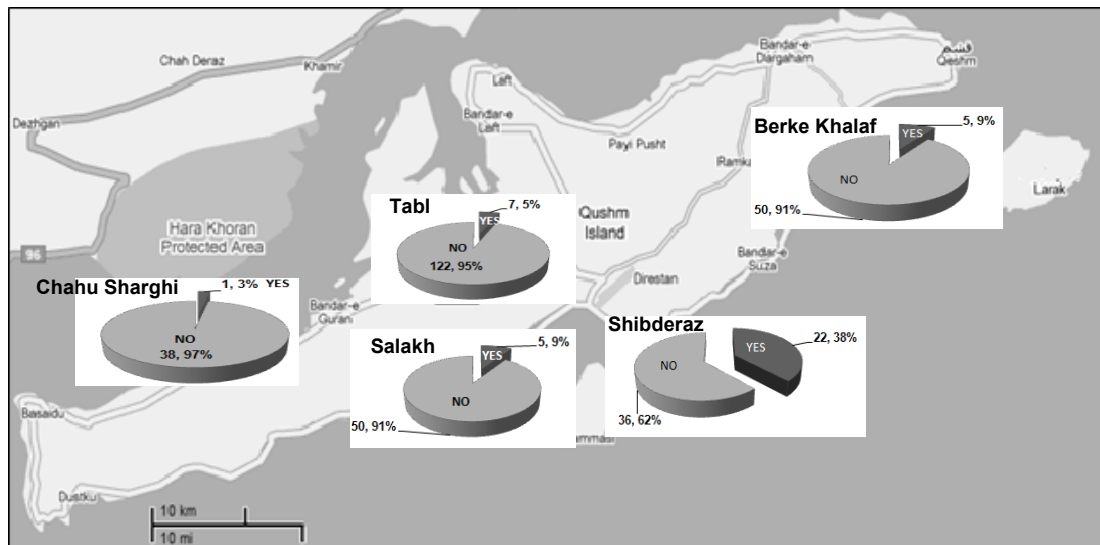 Chah Deraz
Khamir
Dezhgan
Hara Khoran
Protected Area
96
Laft
Bandar-e
Laft
Payi Pusht
Bandar-e
Dargaham
قشم
Qeshm
Larak
Qushm
Island
Direstan
Bandar-e
Suza
Bandar-e
Gurani
Basaidu
Dustku
10 km
10 mi
Berke Khalaf
5, 9%
YES
NO
50, 91%
Tabl
7, 5%
YES
NO
122, 95%
Chahu Sharghi
1, 3% YES
NO
38, 97%
Salakh
5, 9%
YES
NO
50, 91%
Shibderaz
22, 38%
YES
NO
36, 62%